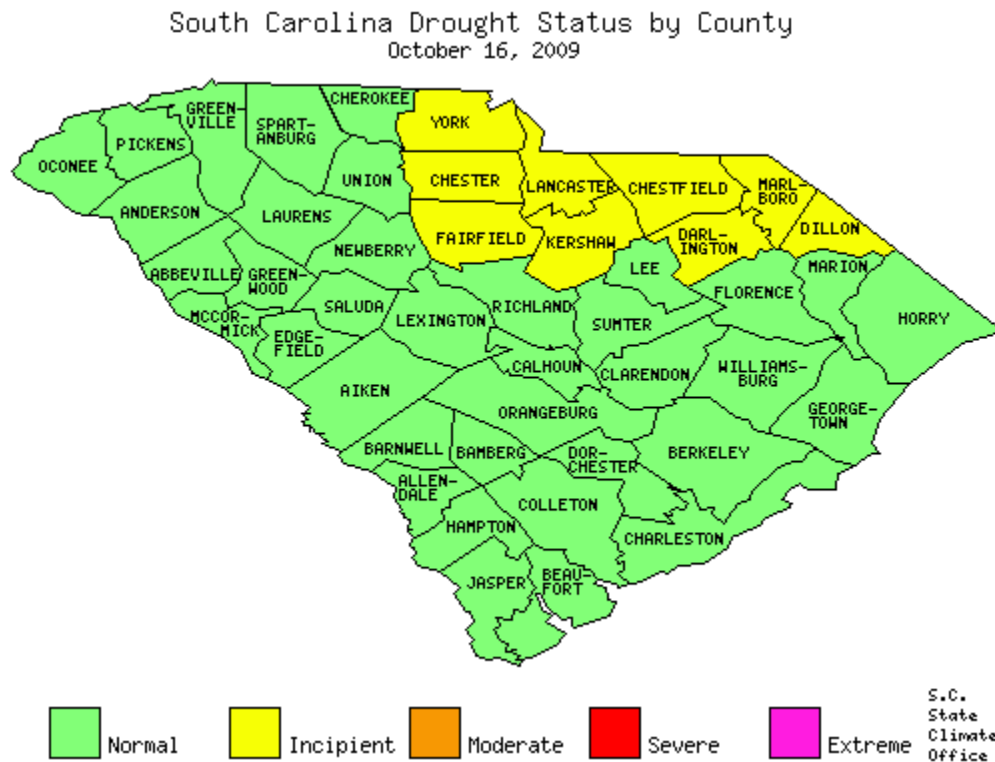 South Carolina Drought Status by County
October 16, 2009
CHEROKEE
GREEN-
VILLE
SPART-
ANBURG
YORK
PICKENS
OCONEE
UNION
CHESTER
LANCASTER
CHESTFIELD
MARL-
BORO
ANDERSON
LAURENS
NEWBERRY
FAIRFIELD
KERSHAW
DARL-
INGTON
DILLON
ABBEVILLE
GREEN-
WOOD
LEE
MARION
SALUDA
RICHLAND
FLORENCE
MCCOR-
MICK
EDGE-
FIELD
LEXINGTON
SUMTER
HORRY
AIKEN
CALHOUN
CLARENDON
WILLIAMS-
BURG
ORANGEBURG
GEORGE-
TOWN
BARNWELL
BAMBERG
DOR-
CHESTER
BERKELEY
ALLEN-
DALE
COLLETON
HAMPTON
CHARLESTON
JASPER
BEAU-
FORT
Normal
Incipient
Moderate
Severe
Extreme
S.C.
State
Climate
Office